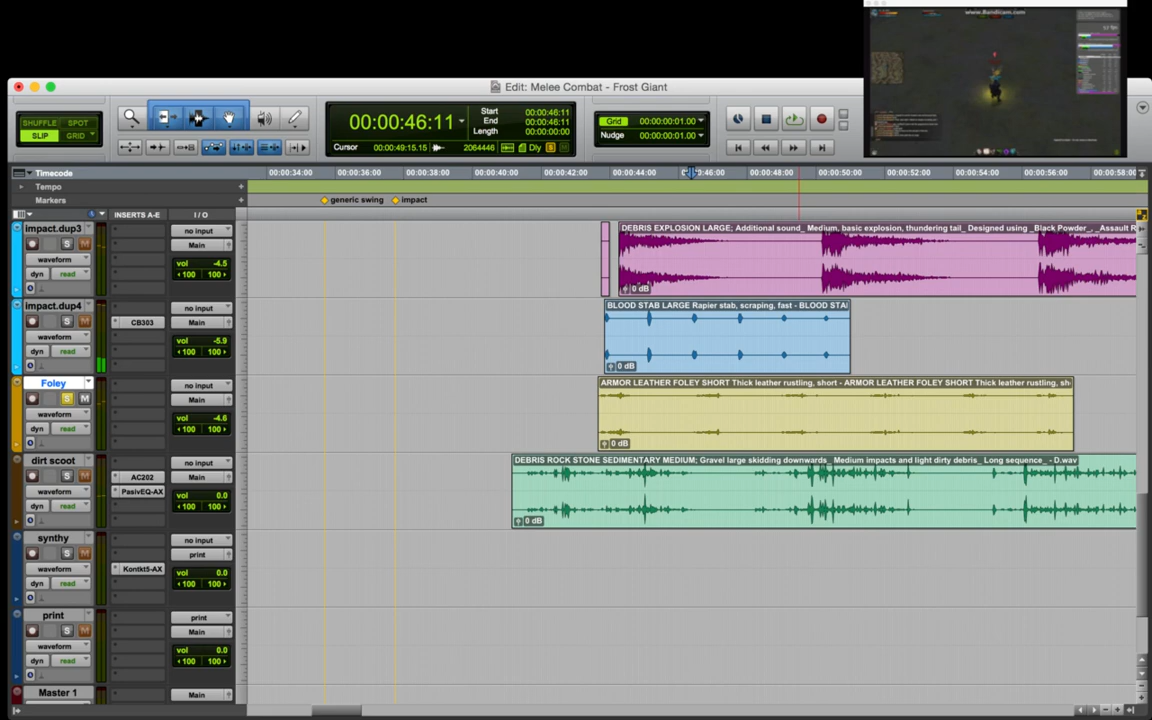 www.Bandicam.com
Edit: Melee Combat - Frost Giant
SHUFFLE SPOT
SLIP GRID
00:00:46:11
Start 00:00:46:11
End 00:00:46:11
Length 00:00:00:00
Cursor 00:00:49:15.15 2064446 Dly S
Grid 00:00:00:01.00
Nudge 00:00:00:01.00
Timecode 00:00:34:00 00:00:36:00 00:00:38:00 00:00:40:00 00:00:42:00 00:00:44:00 00:00:48:00 00:00:50:00 00:00:52:00 00:00:54:00 00:00:56:00 00:00:58:00
Tempo
Markers generic swing impact
INSERTS A-E I / O
impact.dup3 no input
S M Main
waveform vol -4.5
dyn read 100 100
DEBRIS EXPLOSION LARGE; Additional sound_ Medium, basic explosion, thundering tail_ Designed using _Black Powder_, _Assault R
0 dB
impact.dup4 no input
S M CB303 Main
waveform vol -5.9
dyn read 100 100
BLOOD STAB LARGE Rapier stab, scraping, fast - BLOOD STAB
0 dB
Foley no input
S M Main
waveform vol -4.6
dyn read 100 100
ARMOR LEATHER FOLEY SHORT Thick leather rustling, short - ARMOR LEATHER FOLEY SHORT Thick leather rustling, sh
0 dB
dirt scoot no input
S M AC202 Main
waveform PasivEQ-AX vol 0.0
dyn read 100 100
DEBRIS ROCK STONE SEDIMENTARY MEDIUM; Gravel large skidding downwards_ Medium impacts and light dirty debris_ Long sequence_ - D.wav
0 dB
synthy no input
S M print
waveform Kontkt5-AX vol 0.0
dyn read 100 100
print print
S M Main
waveform vol 0.0
dyn read 100 100
Master 1 Main